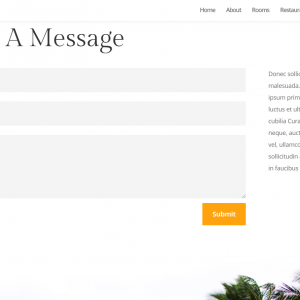 Home About Rooms Restaur
A Message
Donec sollic
malesuada.
ipsum prim
luctus et ult
cubilia Cura
neque, auct
vel, ullamco
sollicitudin
in faucibus
Submit